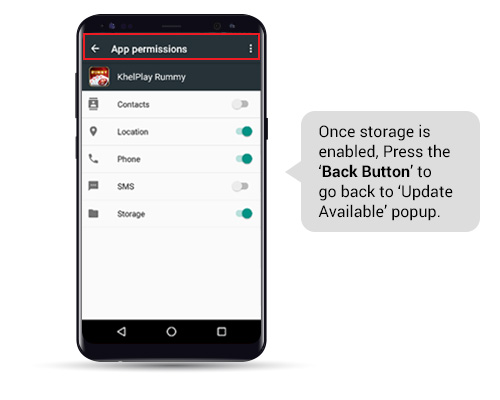 App permissions
KhelPlay Rummy
Contacts
Location
Phone
SMS
Storage
Once storage is
enabled, Press the
‘Back Button’ to
go back to ‘Update
Available’ popup.